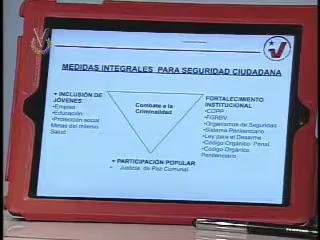 MEDIDAS INTEGRALES PARA SEGURIDAD CIUDADANA
+ INCLUSIÓN DE
JÓVENES
•Empleo
•Educación
•Protección social
Metas del milenio
Salud
Combate a la
Criminalidad
FORTALECIMIENTO
INSTITUCIONAL
•COPP
•FGRBV
•Organismos de Seguridad
•Sistema Penitenciario
•Ley para el Desarme
•Código Orgánico Penal
•Código Orgánico
Penitenciario
+ PARTICIPACIÓN POPULAR
• Justicia de Paz Comunal